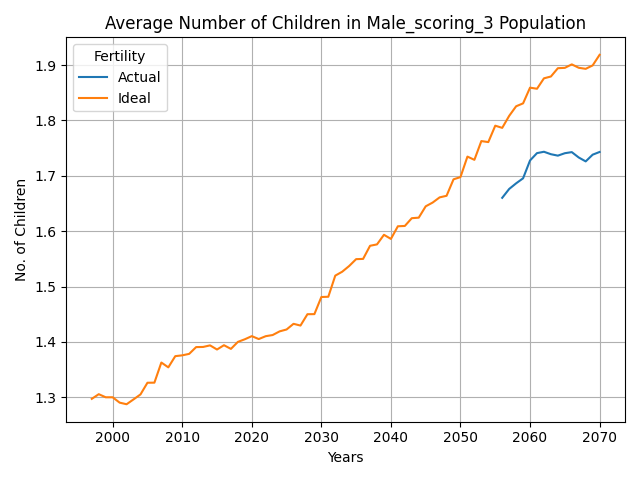 Average Number of Children in Male_scoring_3 Population
Fertility
Actual
Ideal
No. of Children
1.9
1.8
1.7
1.6
1.5
1.4
1.3
2000 2010 2020 2030 2040 2050 2060 2070
Years